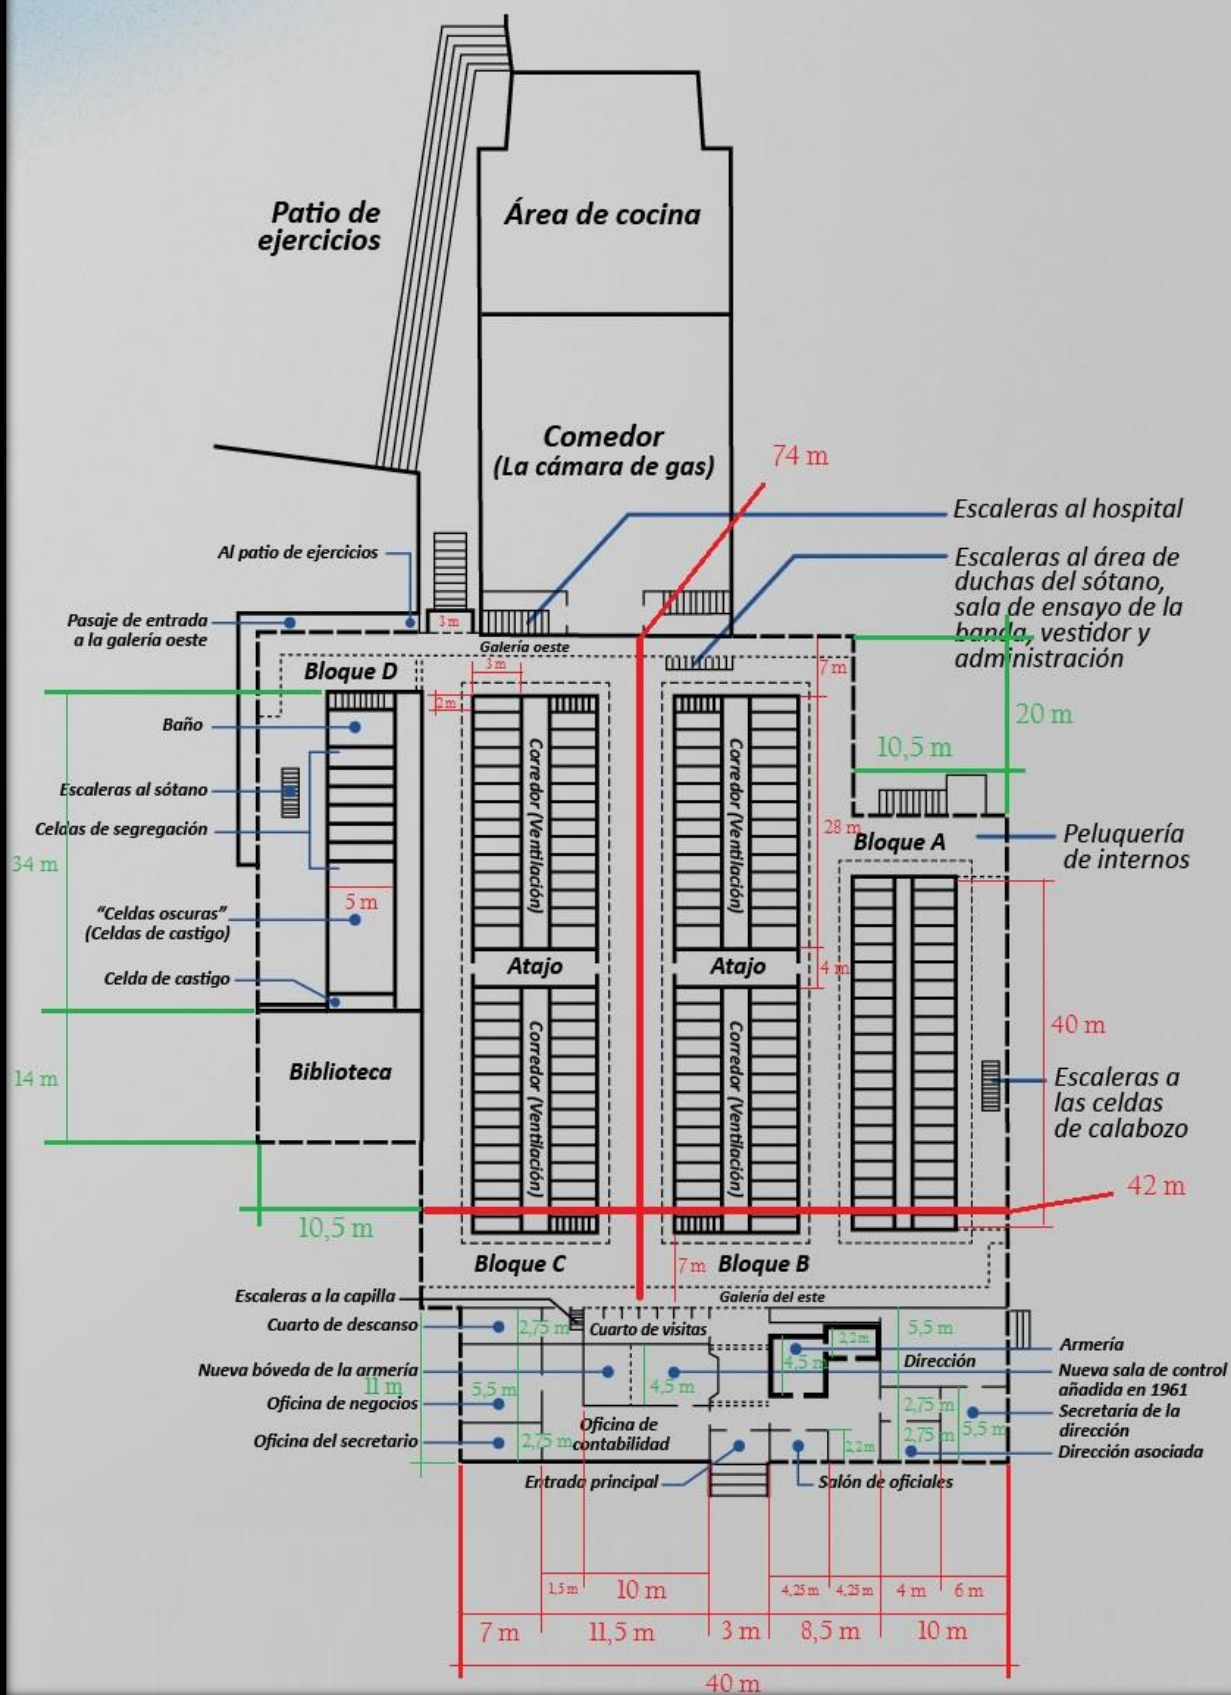 Patio de
ejercicios
Área de cocina
Comedor
(La cámara de gas)
74 m
Escaleras al hospital
Al patio de ejercicios
Escaleras al área de
duchas del sótano,
sala de ensayo de la
banda, vestidor y
administración
Pasaje de entrada
a la galería oeste
3 m
Galería oeste
Bloque D
3 m
7 m
2 m
20 m
Baño
10,5 m
Corredor (Ventilación)
Corredor (Ventilación)
Escaleras al sótano
Celdas de segregación
28 m
Bloque A
Peluquería
de internos
34 m
5 m
"Celdas oscuras"
(Celdas de castigo)
Atajo
Atajo
4 m
Celda de castigo
40 m
Biblioteca
14 m
Corredor (Ventilación)
Corredor (Ventilación)
Escaleras a
las celdas
de calabozo
42 m
10,5 m
Bloque C
7 m
Bloque B
Escaleras a la capilla
Galería del este
Cuarto de descanso
2,75 m
Cuarto de visitas
2,2 m
5,5 m
Armería
Nueva bóveda de la armería
11 m
5,5 m
4,5 m
4,5 m
Dirección
Nueva sala de control
añadida en 1961
Oficina de negocios
2,75 m
5,5 m
Secretaría de la
dirección
Oficina del secretario
2,75 m
Oficina de
contabilidad
2,2 m
2,75 m
Dirección asociada
Entrada principal
Salón de oficiales
1,5 m
10 m
4,25 m
4,25 m
4 m
6 m
7 m
11,5 m
3 m
8,5 m
10 m
40 m